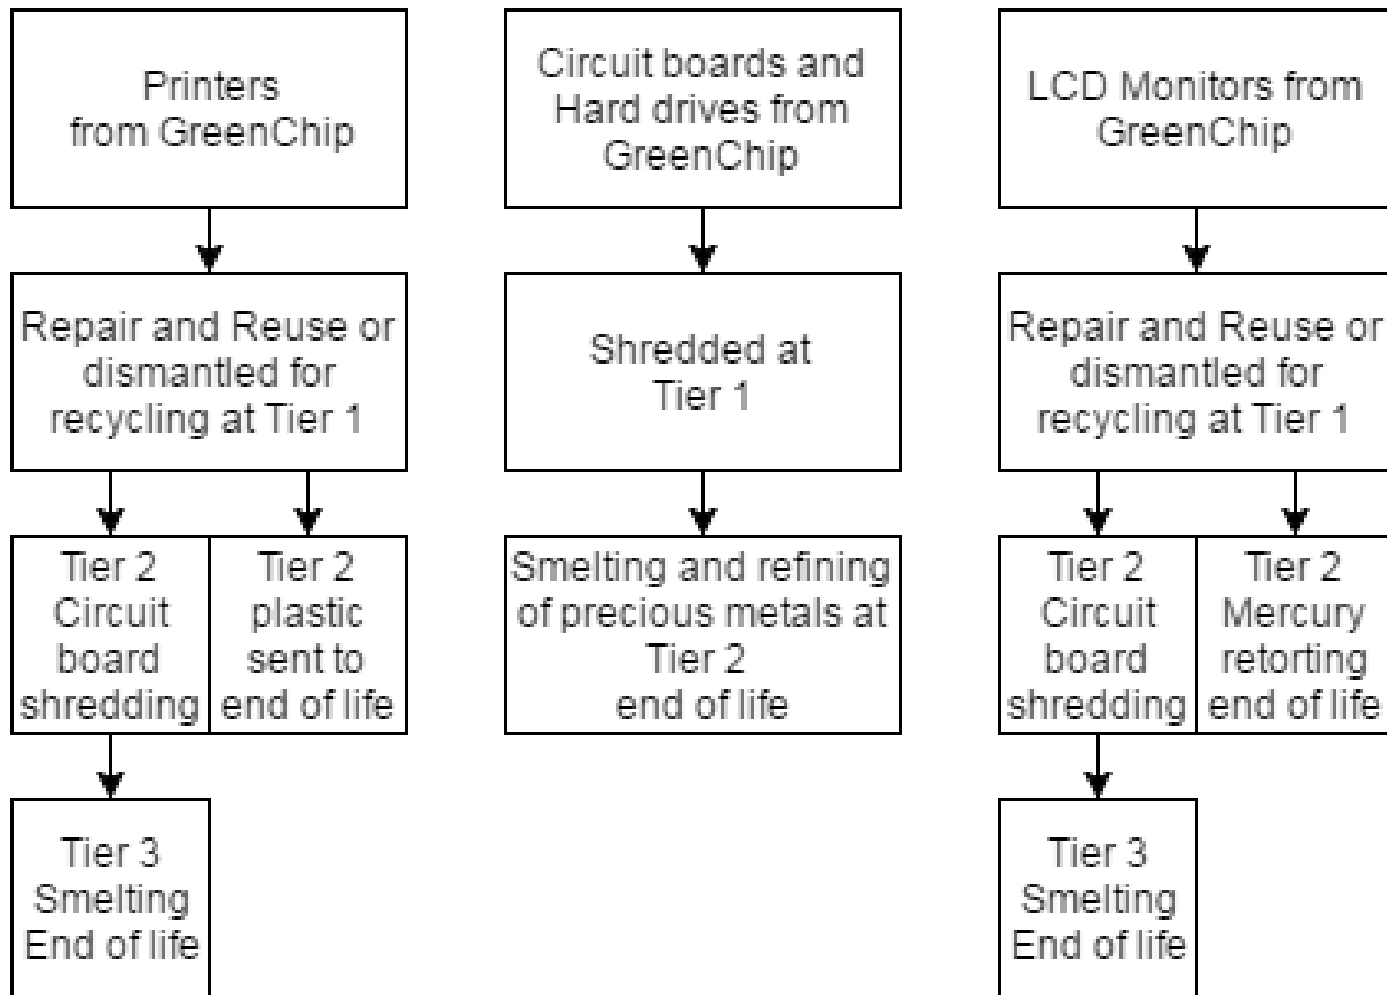 Printers
from GreenChip
Circuit boards and
Hard drives from
GreenChip
LCD Monitors from
GreenChip
Repair and Reuse or
dismantled for
recycling at Tier 1
Shredded at
Tier 1
Repair and Reuse or
dismantled for
recycling at Tier 1
Tier 2
Circuit
board
shredding
Tier 2
plastic
sent to
end of life
Smelting and refining
of precious metals at
Tier 2
end of life
Tier 2
Circuit
board
shredding
Tier 2
Mercury
retorting
end of life
Tier 3
Smelting
End of life
Tier 3
Smelting
End of life